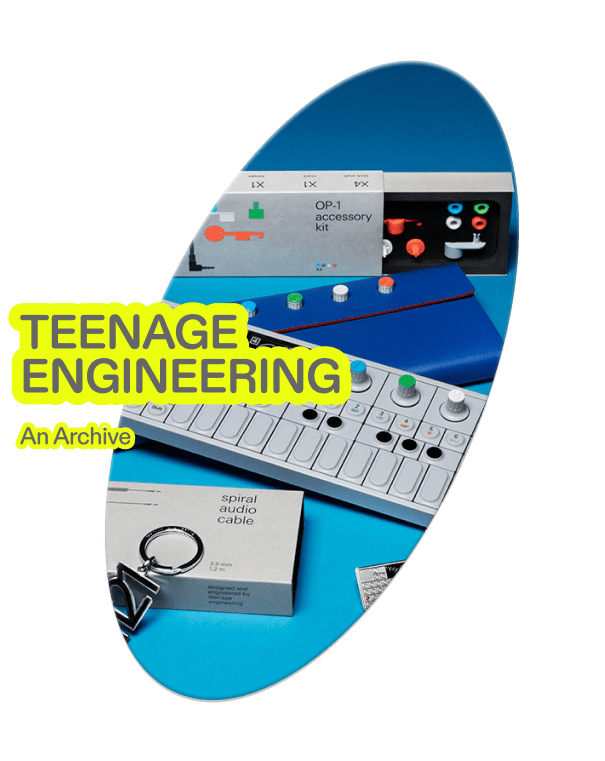 X4
X1
X1
OP-1
accessory
kit
TEENAGE
ENGINEERING
An Archive
spiral
audio
cable
3.5 mm
1.2 m
designed and
engineered by
teenage
engineering